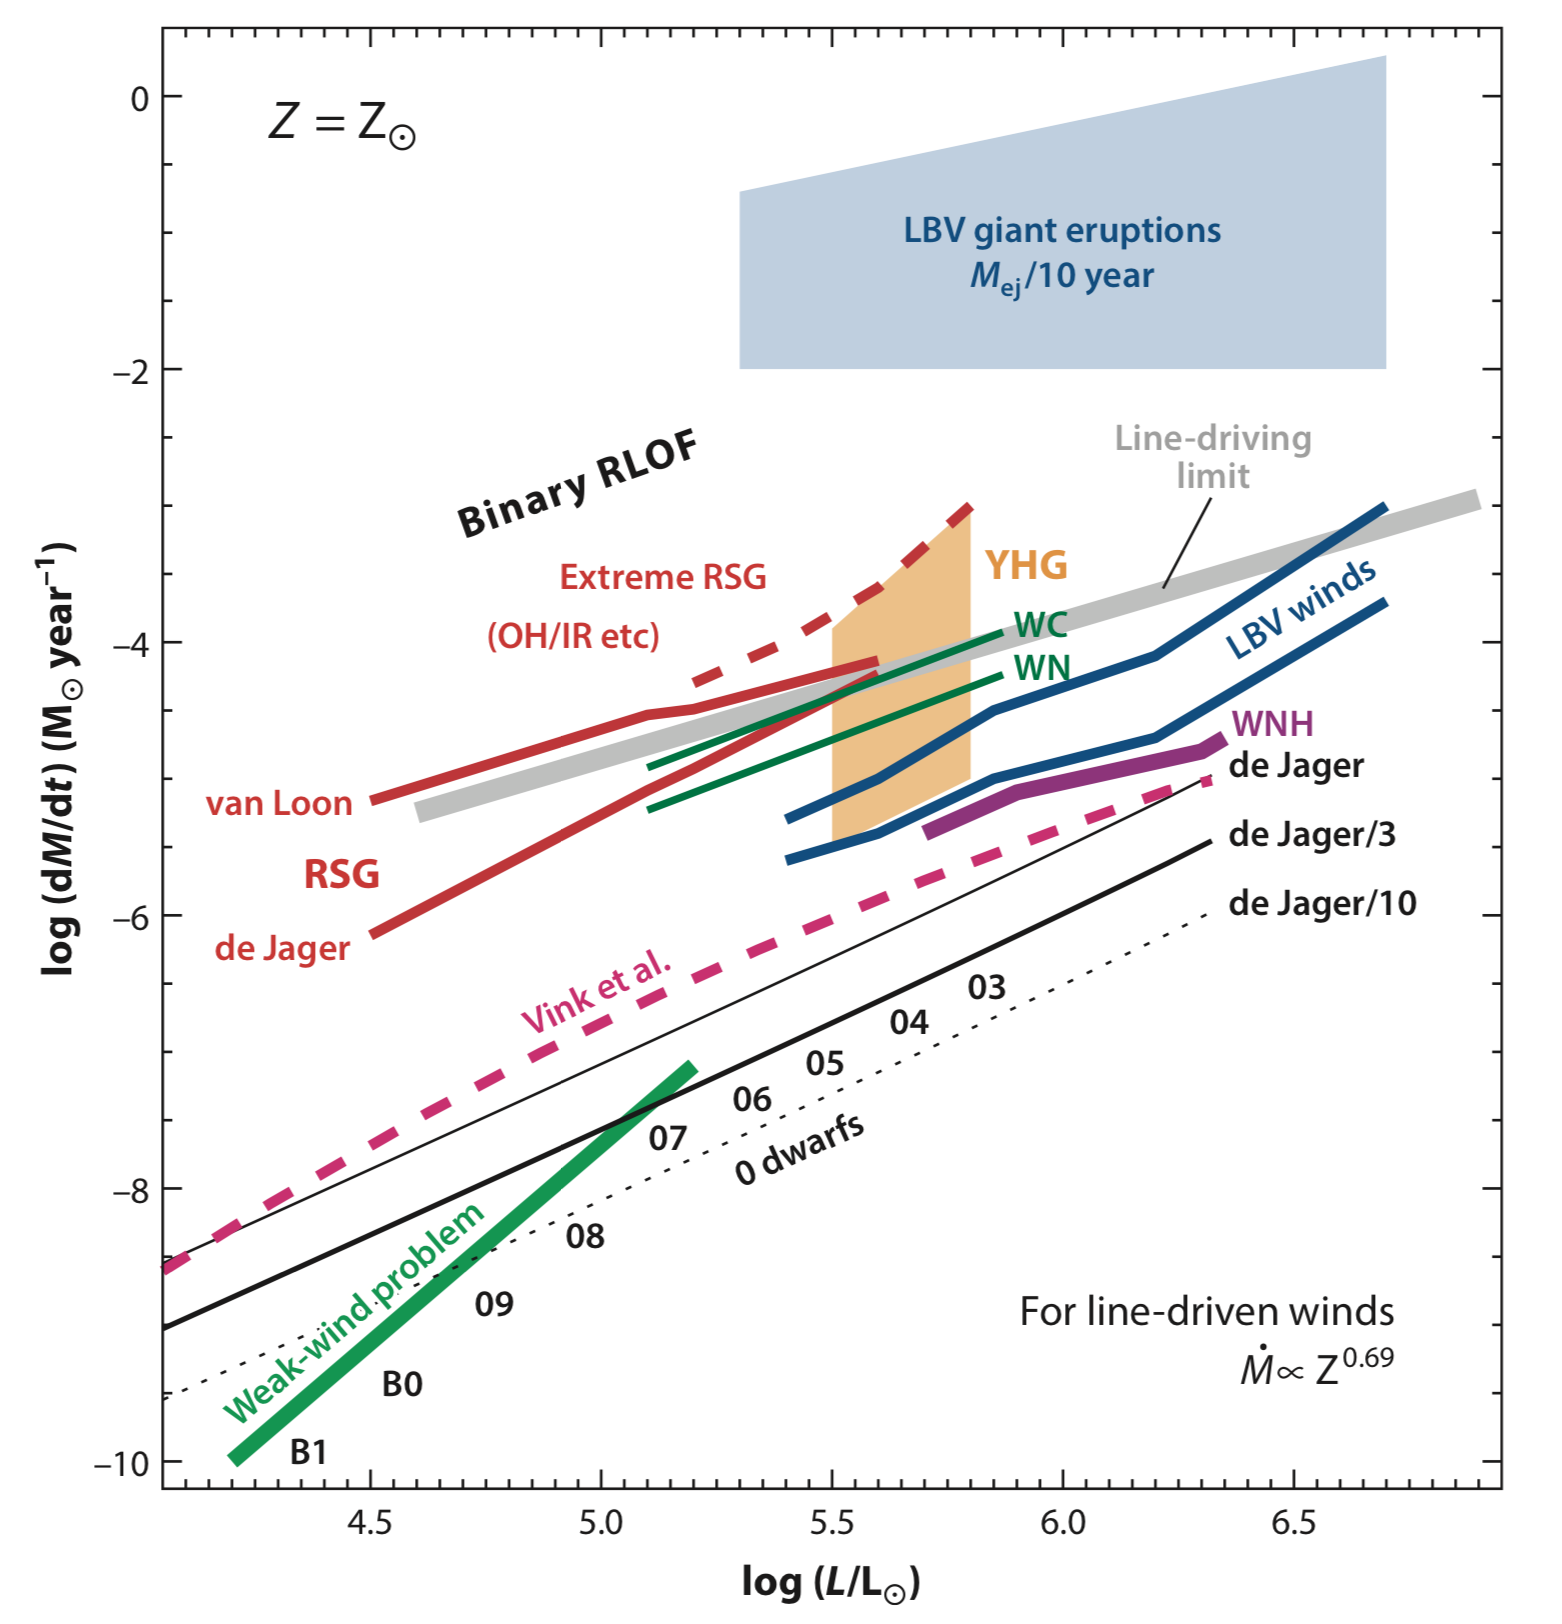 Z = Z☉
LBV giant eruptions
Mej/10 year
Line-driving
limit
Binary RLOF
Extreme RSG
(OH/IR etc)
YHG
WC
WN
LBV winds
WNH
de Jager
de Jager/3
de Jager/10
van Loon
RSG
de Jager
Vink et al.
03
04
05
06
07
0 dwarfs
08
09
B0
B1
Weak-wind problem
For line-driven winds
Ṁ∝ Z^0.69
0
−2
−4
−6
−8
−10
log (dM/dt) (M☉ year−1)
4.5 5.0 5.5 6.0 6.5
log (L/L☉)